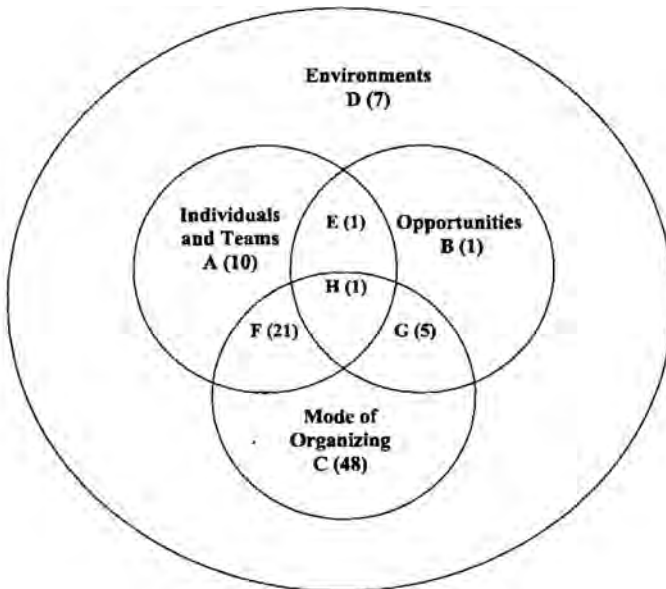 Environments
D (7)
Individuals
and Teams
A (10)
E (1)
Opportunities
B (1)
H (1)
F (21)
G (5)
Mode of
Organizing
C (48)